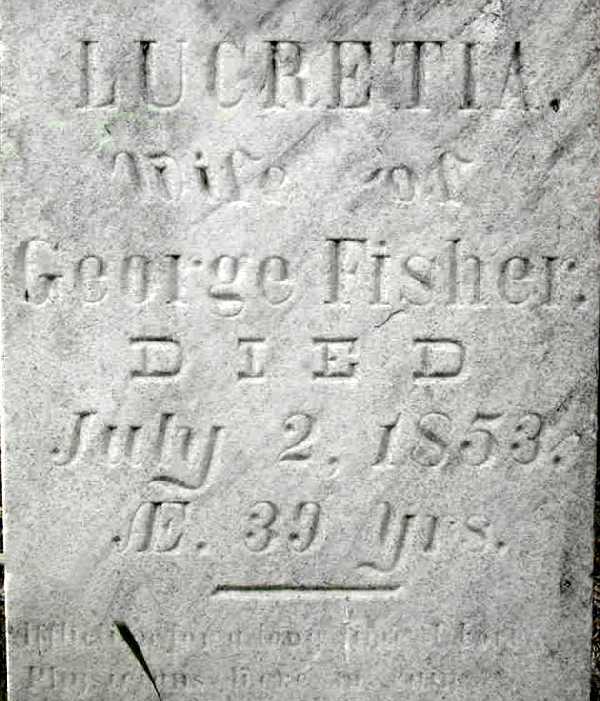 LUCRETIA.
Wife of
George Fisher.
DIED
July 2, 1853.
Æ. 39 yrs.
Physicians